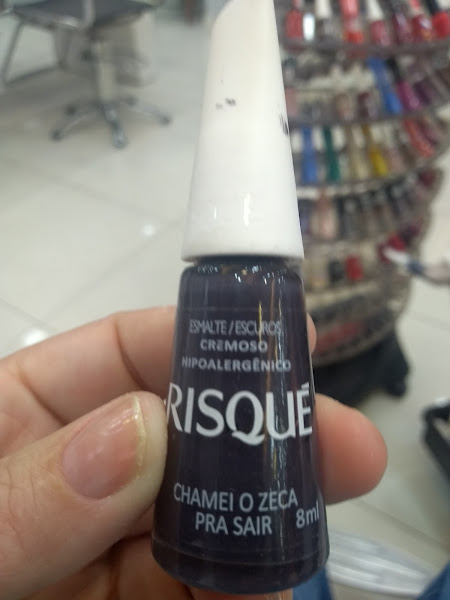 ESMALTE/ESCUROS
CREMOSO
HIPOALERGÊNICO
RISQUÉ
CHAMEI O ZECA
PRA SAIR 8ml